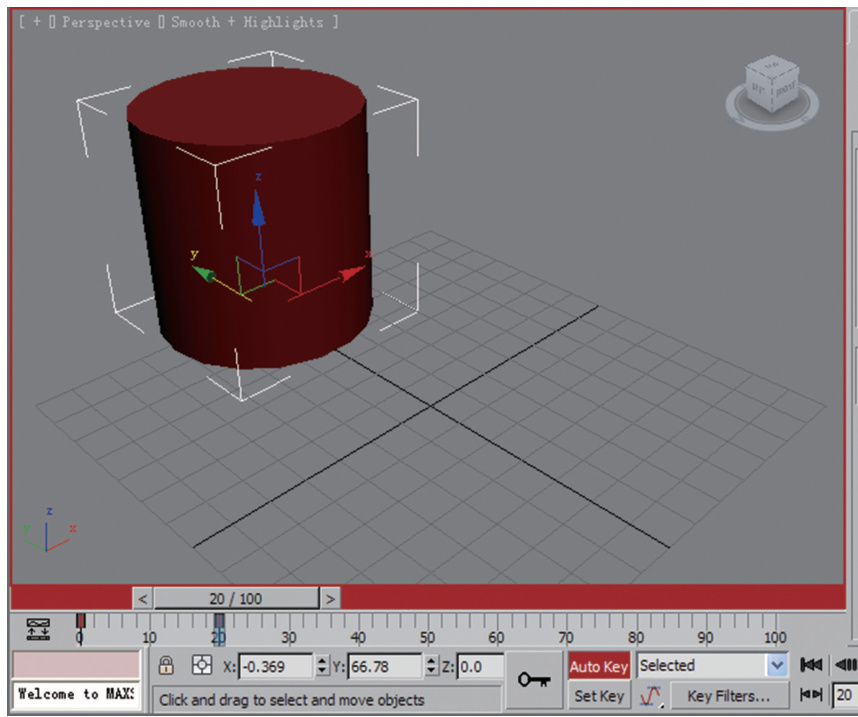 [ + [] Perspective [] Smooth + Highlights ]
z
y
x
z
y
x
< 20 / 100 >
0 10 20 30 40 50 60 70 80 90 100
X: -0.369 Y: 66.78 Z: 0.0 Auto Key Selected
Welcome to MAXS Click and drag to select and move objects Set Key Key Filters... 20